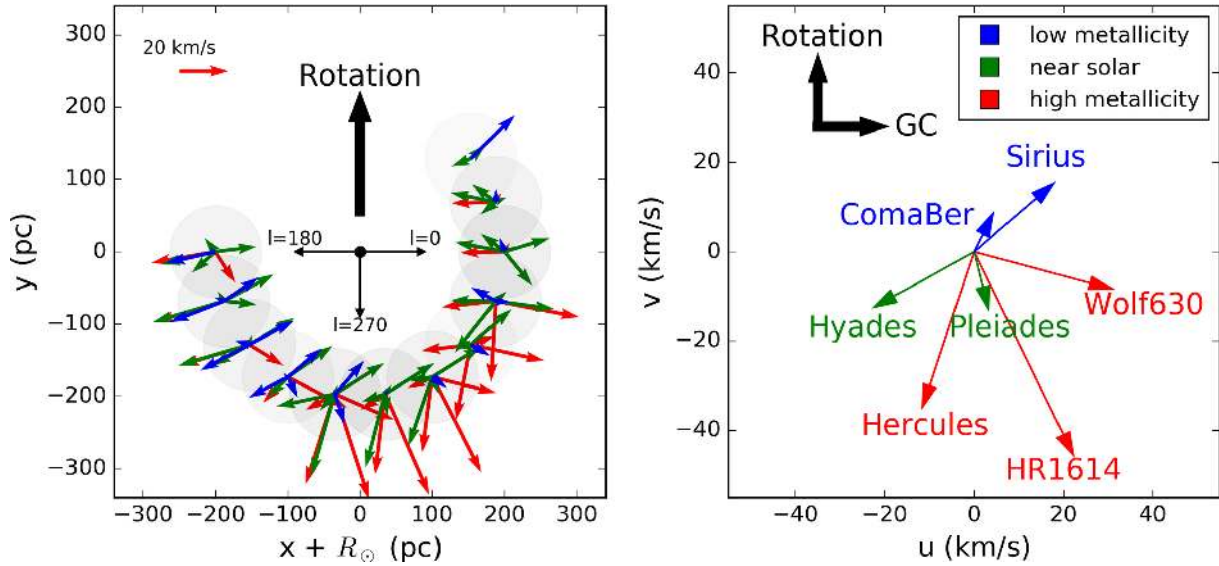 300
200
100
0
−100
−200
−300
y (pc)
20 km/s
Rotation
l=180
l=0
l=270
−300 −200 −100 0 100 200 300
x + R⊙ (pc)
40
20
0
−20
−40
v (km/s)
Rotation
GC
low metallicity
near solar
high metallicity
Sirius
ComaBer
Wolf630
Hyades
Pleiades
Hercules
HR1614
−40 −20 0 20 40
u (km/s)